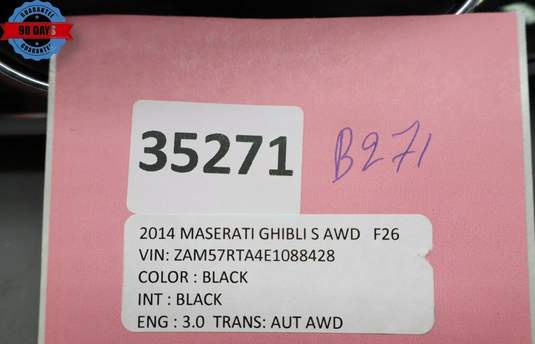 GUARANTEE
90 DAYS
GUARANTEE
35271
B271
2014 MASERATI GHIBLI S AWD F26
VIN: ZAM57RTA4E1088428
COLOR : BLACK
INT : BLACK
ENG : 3.0 TRANS: AUT AWD